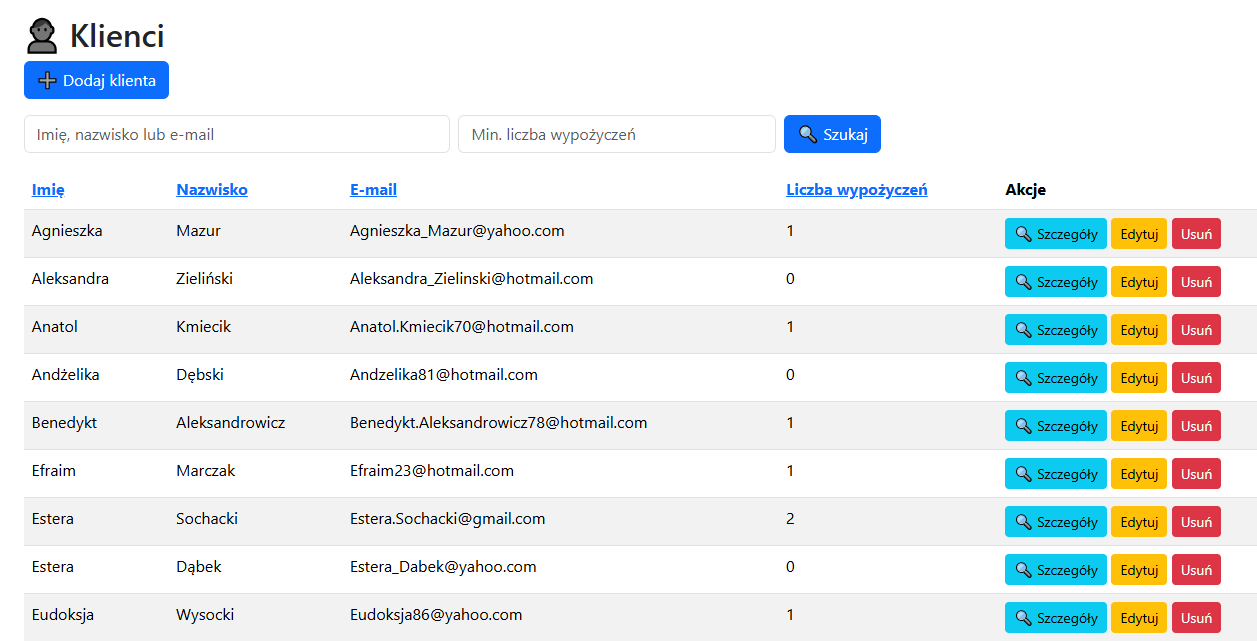 Klienci
Dodaj klienta
Imię, nazwisko lub e-mail Min. liczba wypożyczeń Szukaj
Imię Nazwisko E-mail Liczba wypożyczeń Akcje
Agnieszka Mazur Agnieszka_Mazur@yahoo.com 1 Szczegóły Edytuj Usuń
Aleksandra Zieliński Aleksandra_Zielinski@hotmail.com 0 Szczegóły Edytuj Usuń
Anatol Kmiecik Anatol.Kmiecik70@hotmail.com 1 Szczegóły Edytuj Usuń
Andżelika Dębski Andzelika81@hotmail.com 0 Szczegóły Edytuj Usuń
Benedykt Aleksandrowicz Benedykt.Aleksandrowicz78@hotmail.com 1 Szczegóły Edytuj Usuń
Efraim Marczak Efraim23@hotmail.com 1 Szczegóły Edytuj Usuń
Estera Sochacki Estera.Sochacki@gmail.com 2 Szczegóły Edytuj Usuń
Estera Dąbek Estera_Dabek@yahoo.com 0 Szczegóły Edytuj Usuń
Eudoksja Wysocki Eudoksja86@yahoo.com 1 Szczegóły Edytuj Usuń